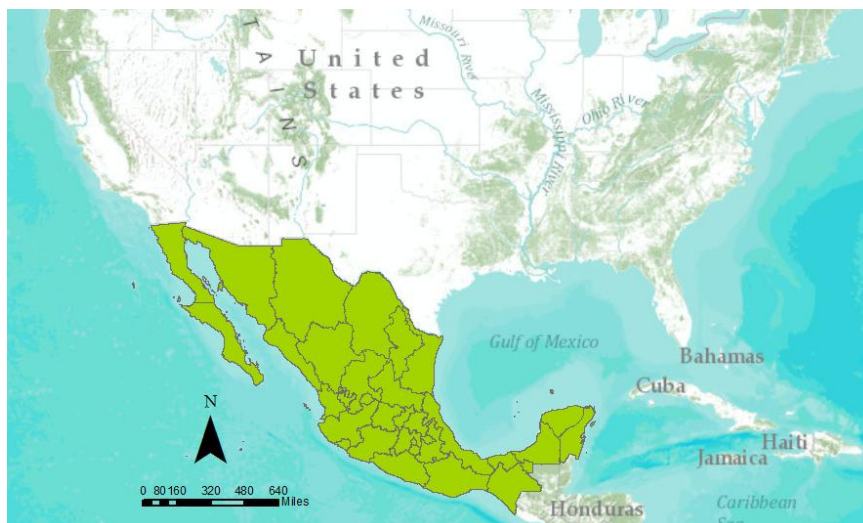 United
States
TAINS
Missouri River
Mississippi River
Ohio River
Gulf of Mexico
Bahamas
Cuba
Haiti
Jamaica
Honduras
Caribbean
N
0 80 160 320 480 640
Miles